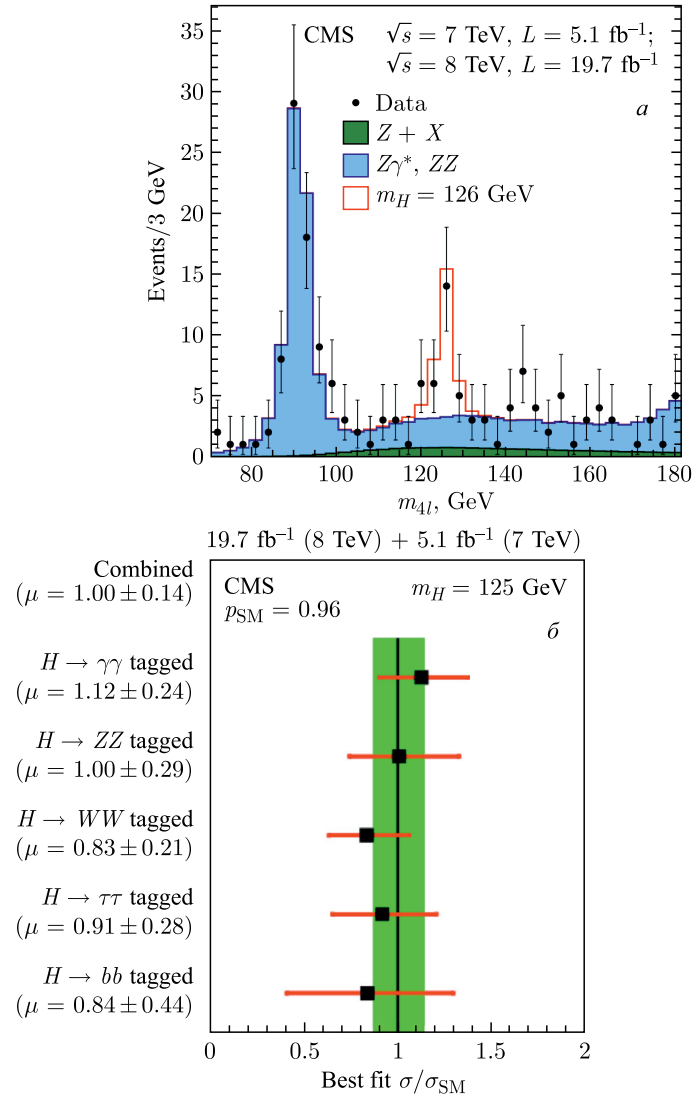 CMS
√s = 7 TeV, L = 5.1 fb⁻¹;
√s = 8 TeV, L = 19.7 fb⁻¹
a
Data
Z + X
Zγ*, ZZ
m_H = 126 GeV
Events/3 GeV
35
30
25
20
15
10
5
0
80 100 120 140 160 182
m_4l, GeV
19.7 fb⁻¹ (8 TeV) + 5.1 fb⁻¹ (7 TeV)
Combined
(μ = 1.00 ± 0.14)
CMS
m_H = 125 GeV
p_SM = 0.96
б
H → γγ tagged
(μ = 1.12 ± 0.24)
H → ZZ tagged
(μ = 1.00 ± 0.29)
H → WW tagged
(μ = 0.83 ± 0.21)
H → ττ tagged
(μ = 0.91 ± 0.28)
H → bb tagged
(μ = 0.84 ± 0.44)
0 0.5 1 1.5 2
Best fit σ/σ_SM